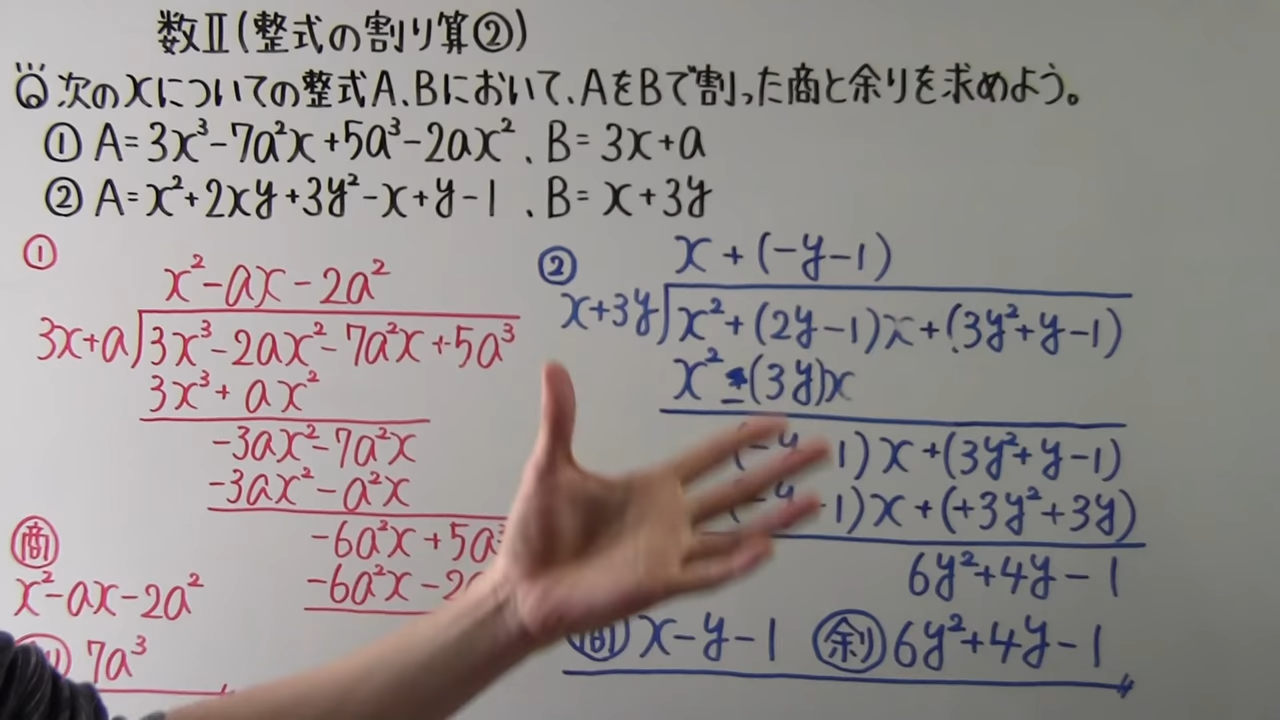 数Ⅱ(整式の割り算②)
Q 次のxについての整式A、Bにおいて、AをBで割った商と余りを求めよう。
① A=3x³-7a²x+5a³-2ax²、B=3x+a
② A=x²+2xy+3y²-x+y-1、B=x+3y
①
x²-ax-2a²
3x+a)3x³-2ax²-7a²x+5a³
3x³+ax²
-3ax²-7a²x
-3ax²-a²x
-6a²x+5a³
-6a²x-2a
商
x²-ax-2a²
7a³
②
x+(-y-1)
x+3y)x²+(2y-1)x+(3y²+y-1)
x² (3y)x
(-y 1)x+(3y²+y-1)
(-y-1)x+(+3y²+3y)
6y²+4y-1
商 x-y-1 余り 6y²+4y-1